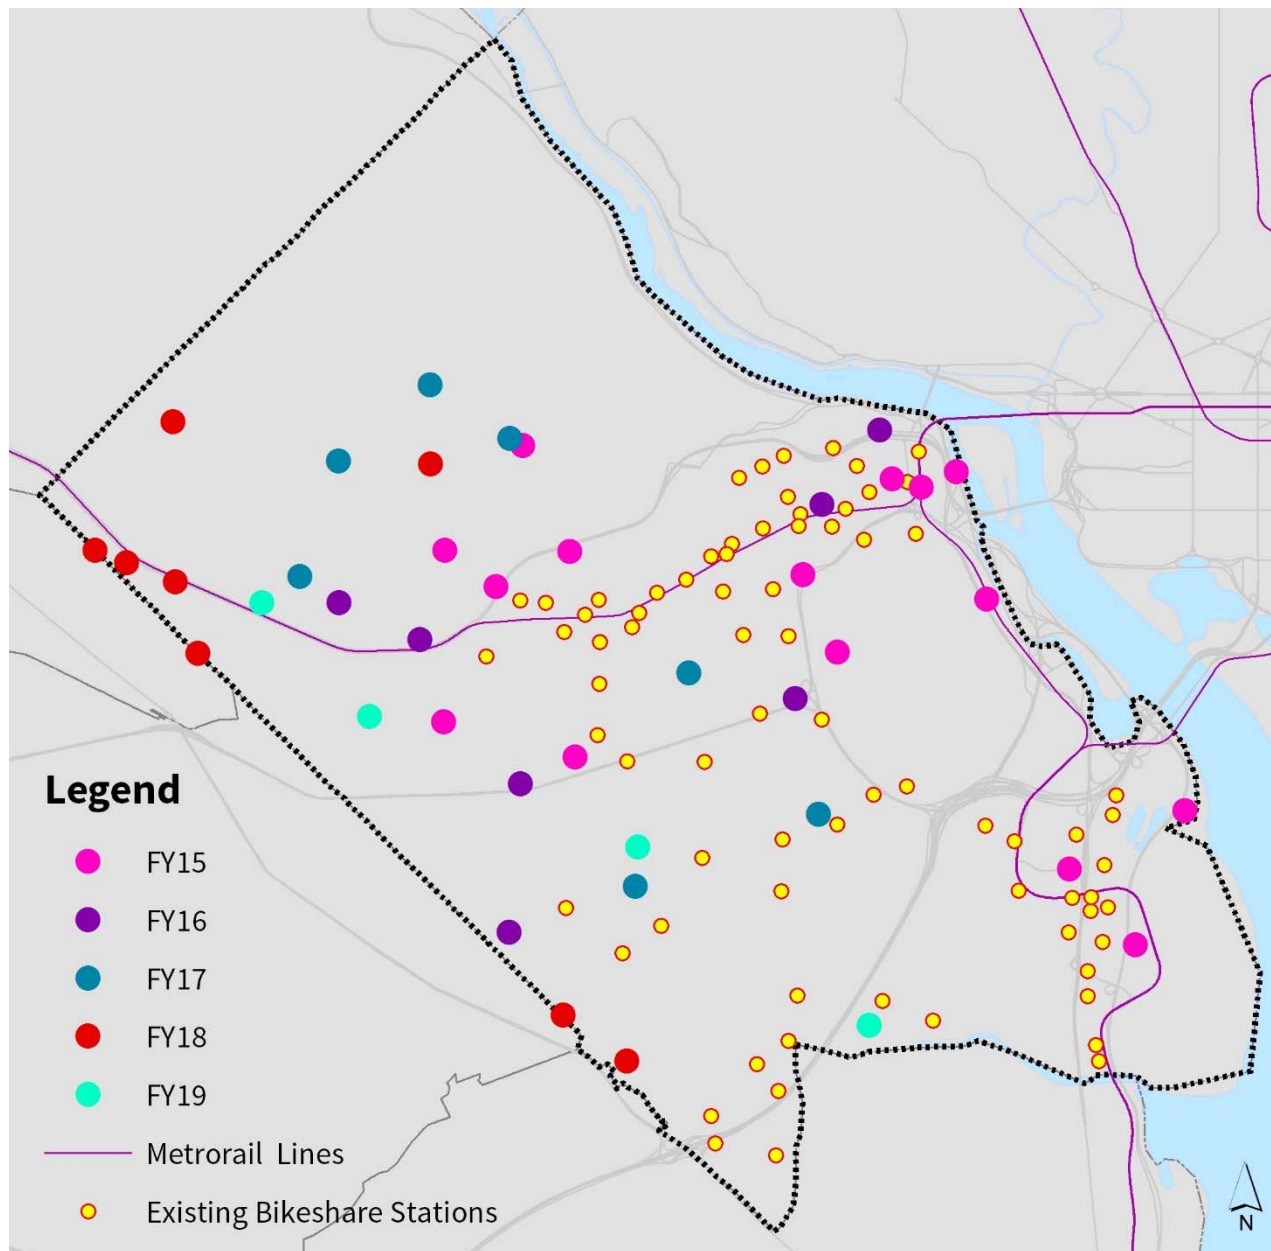 Legend
FY15
FY16
FY17
FY18
FY19
Metrorail Lines
Existing Bikeshare Stations
N